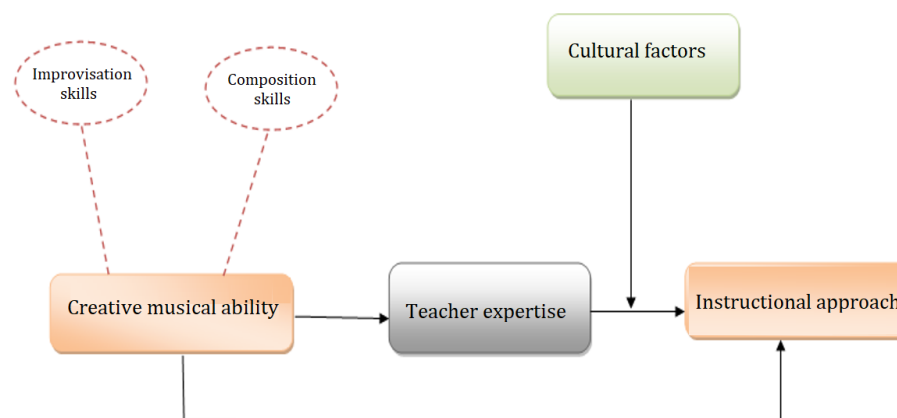 Improvisation
skills
Composition
skills
Cultural factors
Creative musical ability
Teacher expertise
Instructional approach